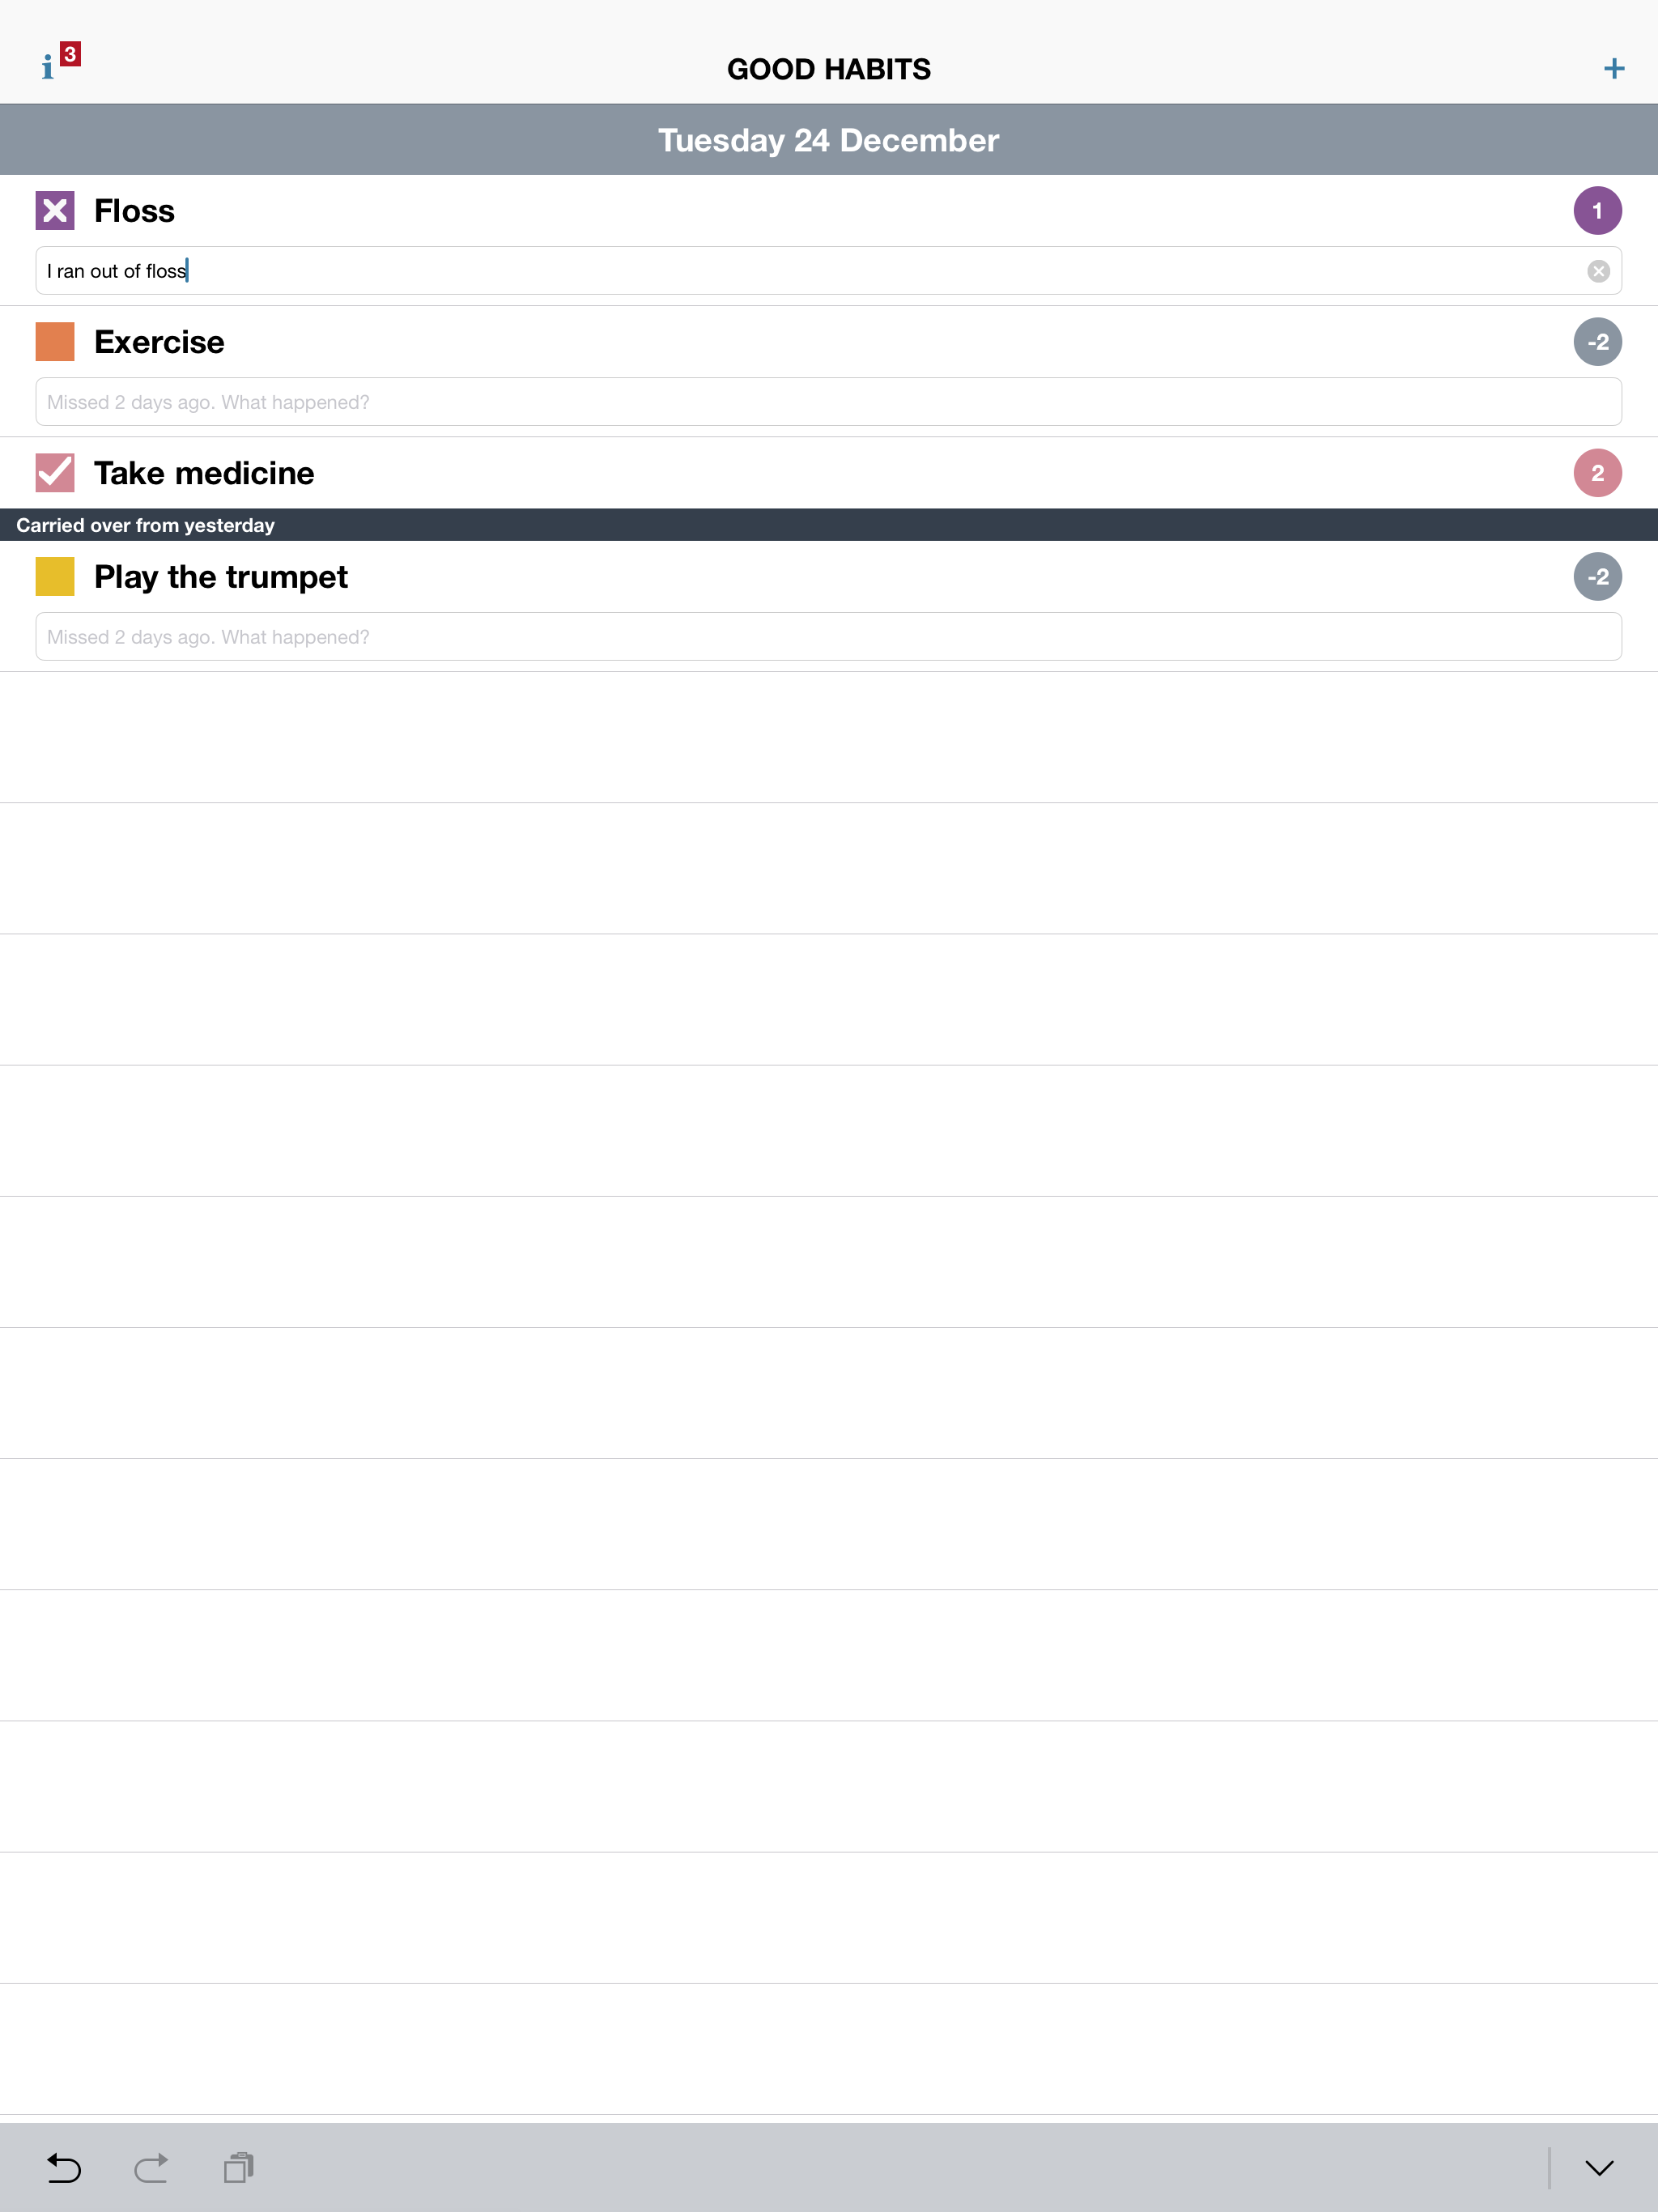 i 3
GOOD HABITS
+
Tuesday 24 December
Floss
1
I ran out of floss
Exercise
-2
Missed 2 days ago. What happened?
Take medicine
2
Carried over from yesterday
Play the trumpet
-2
Missed 2 days ago. What happened?